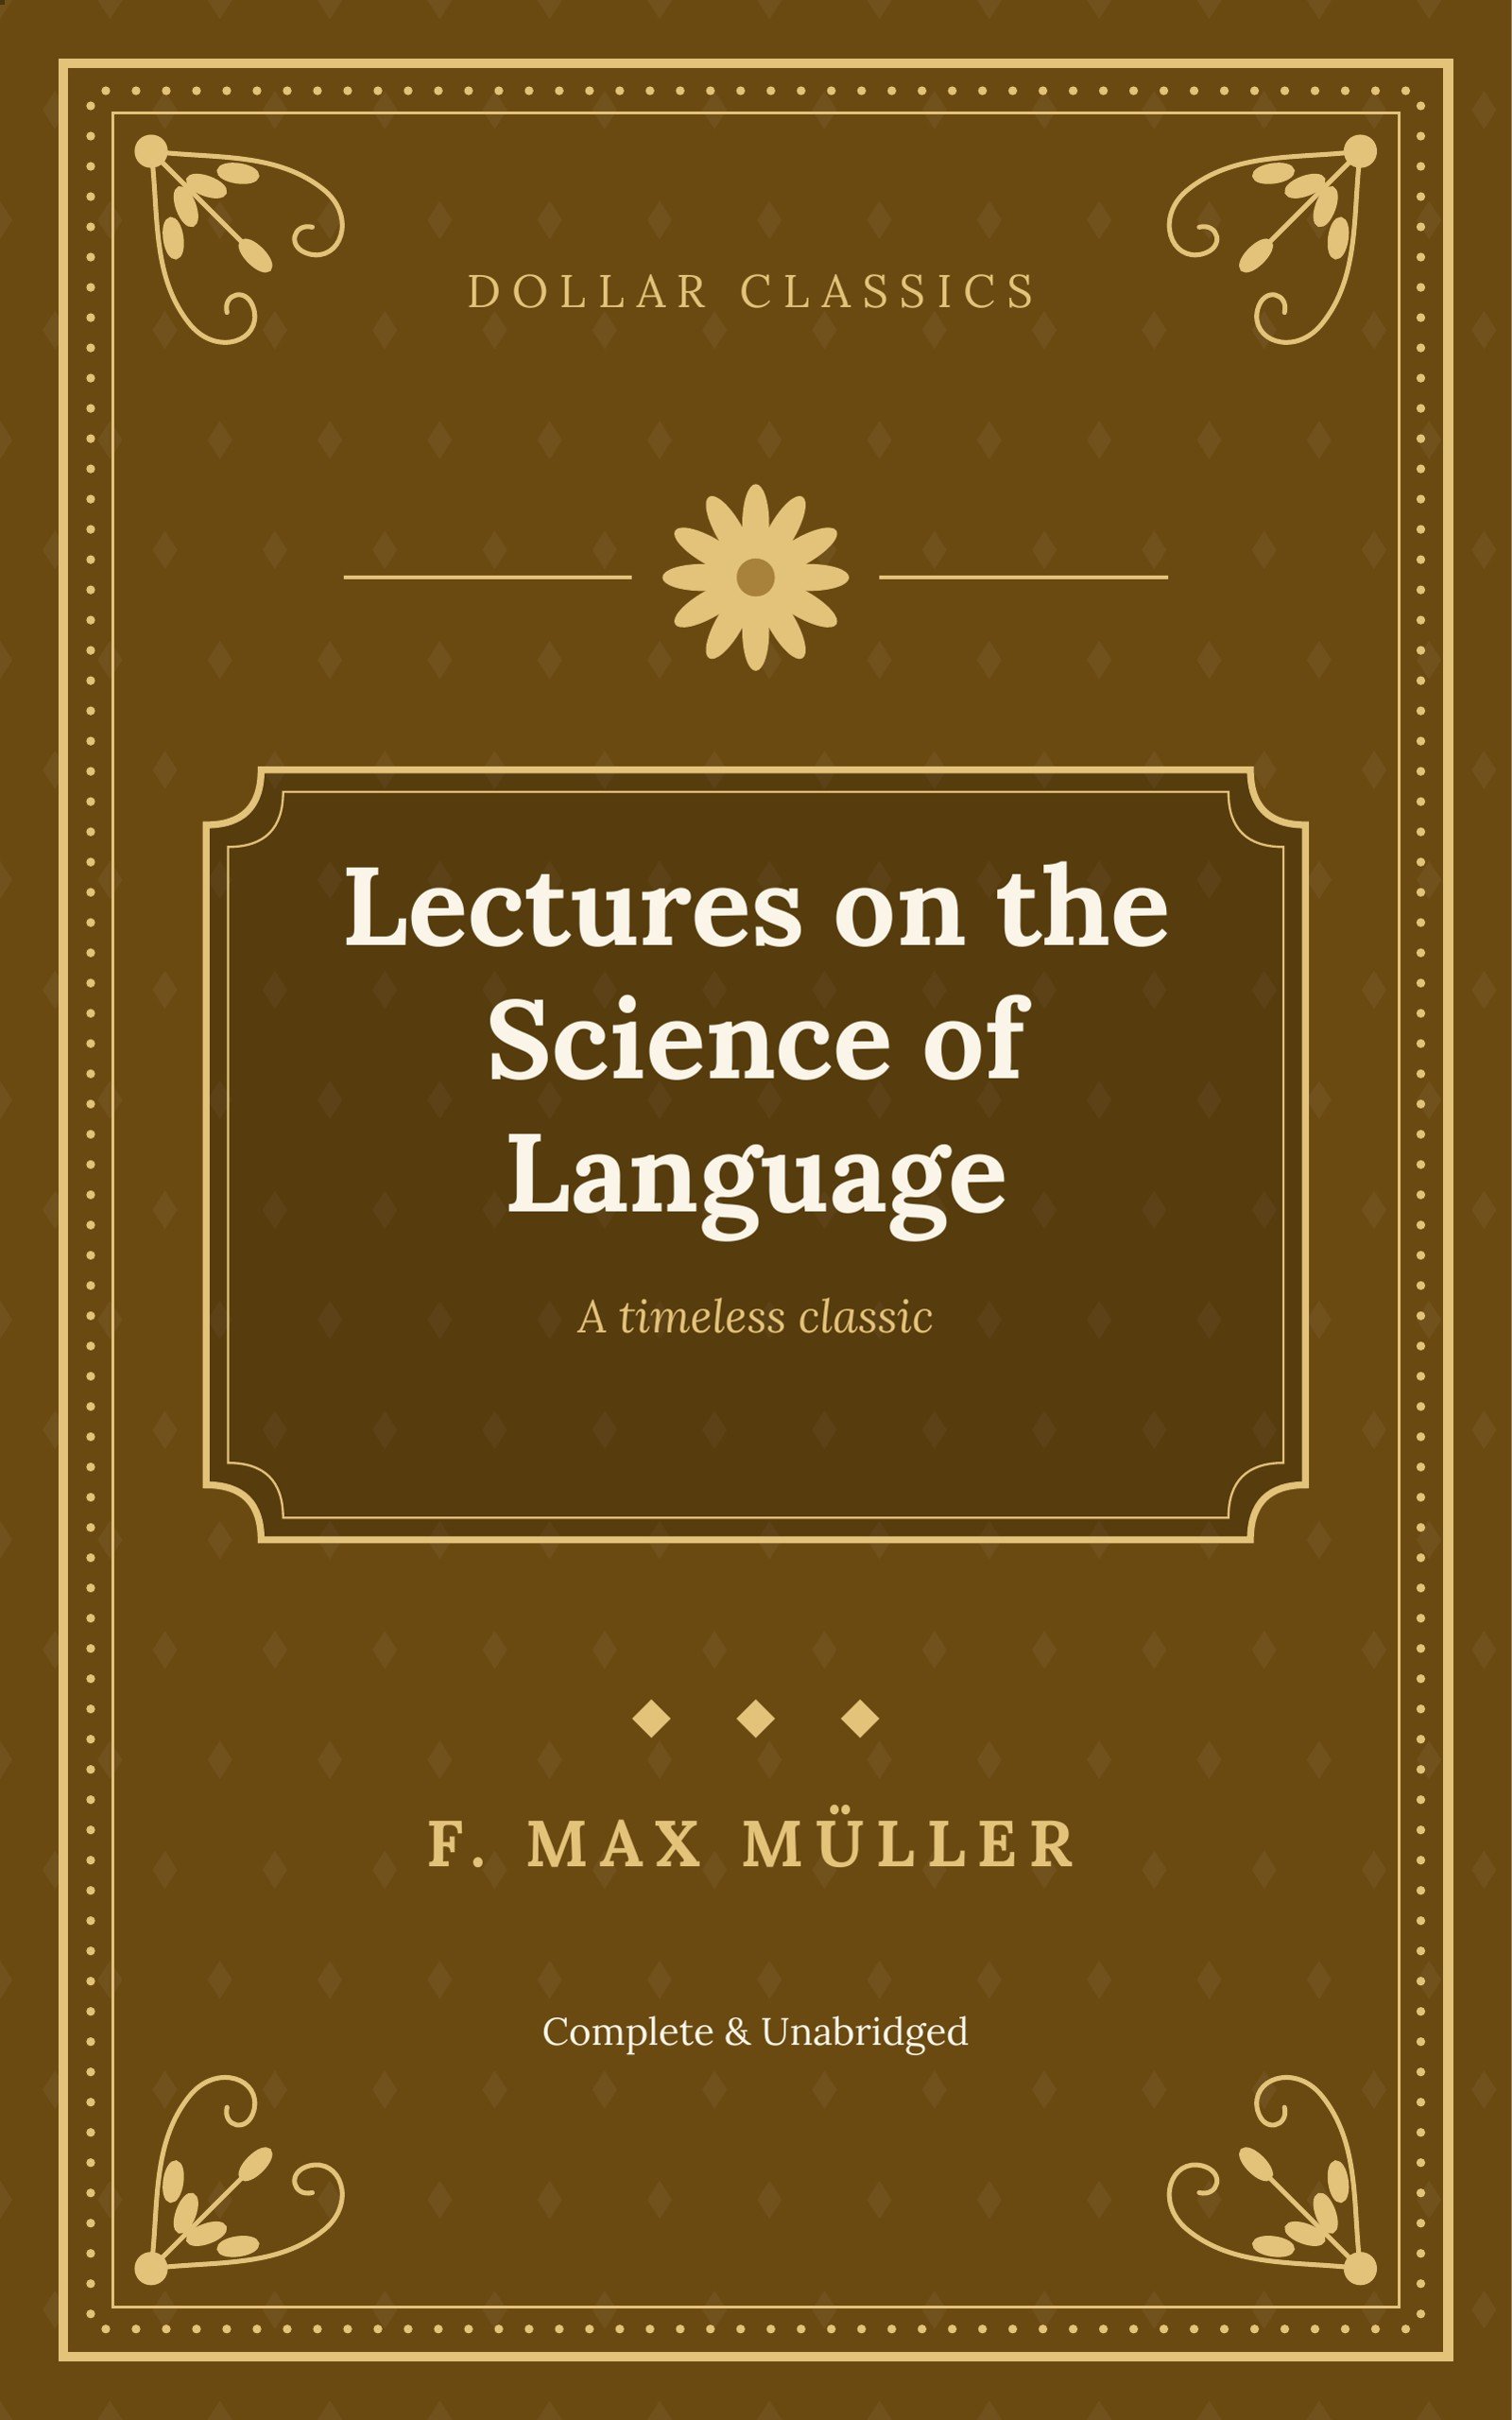 DOLLAR CLASSICS
Lectures on the
Science of
Language
A timeless classic
F. MAX MÜLLER
Complete & Unabridged